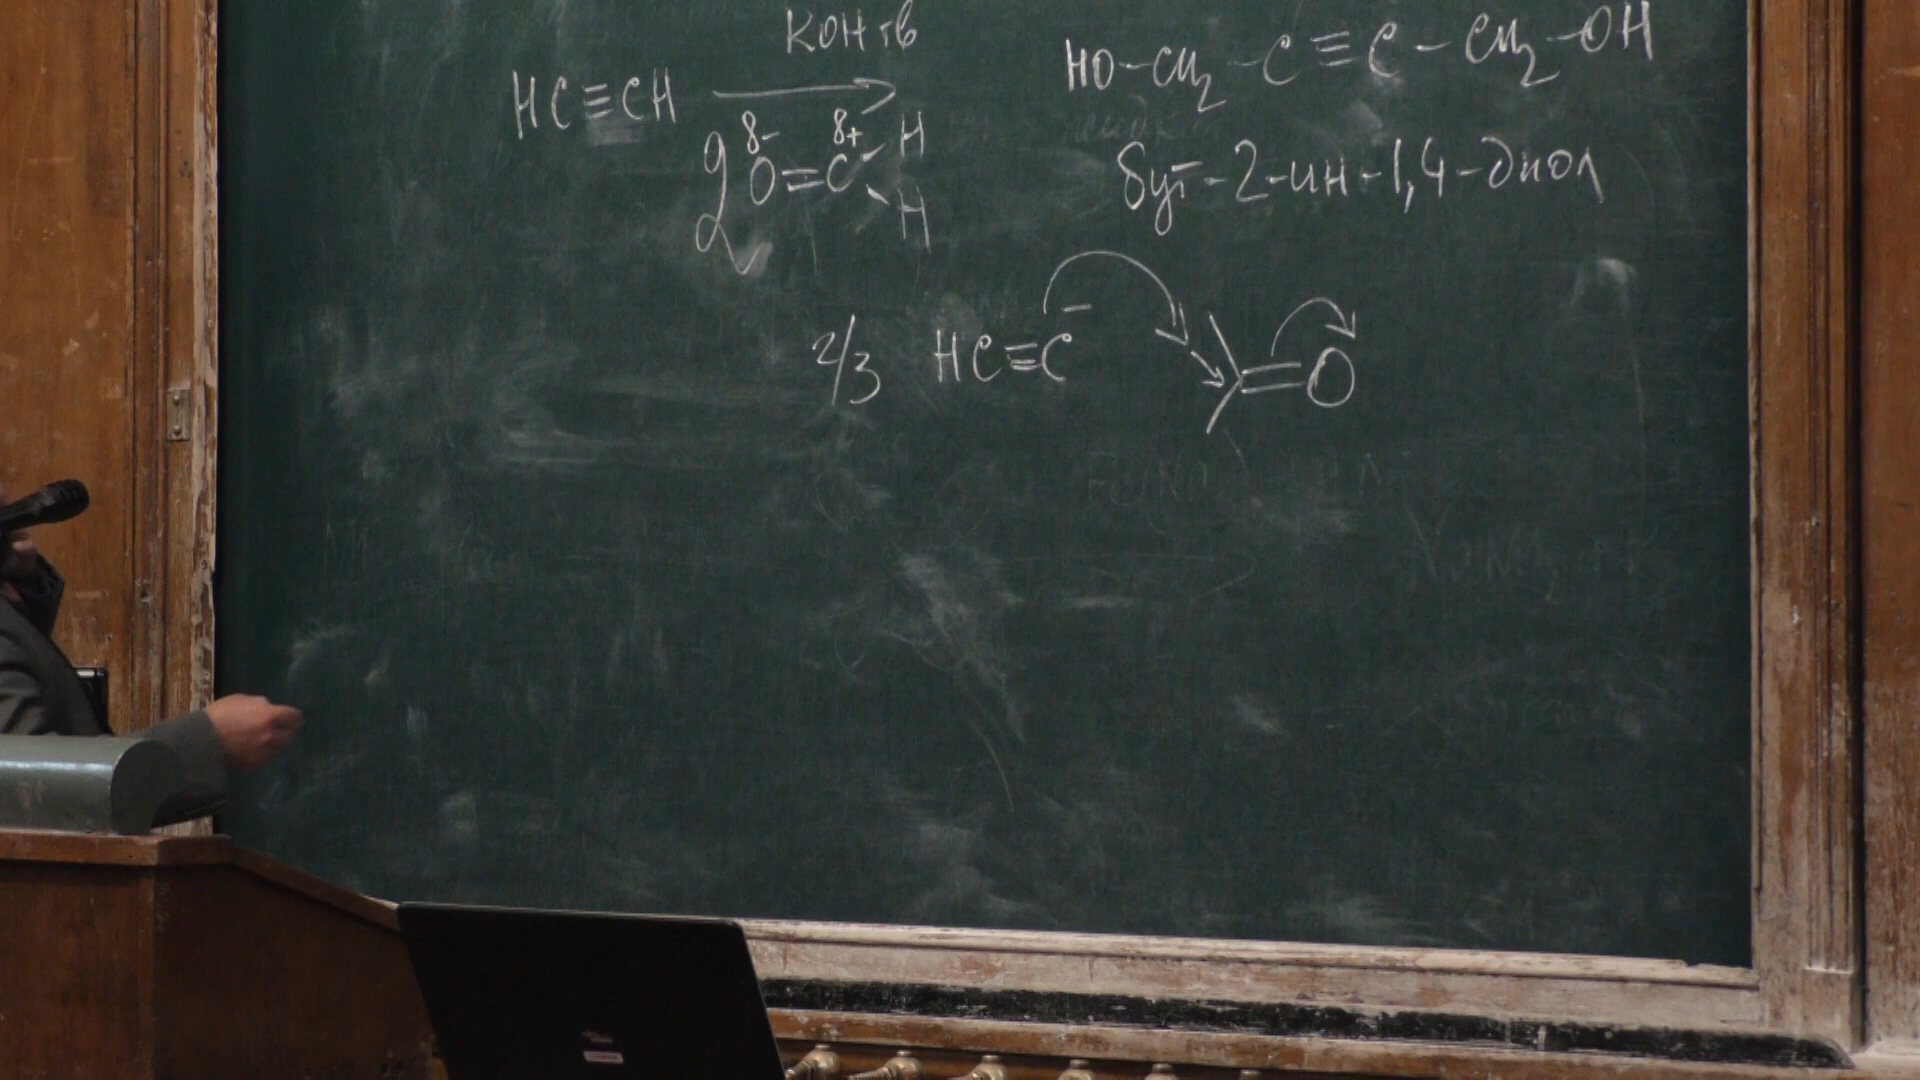 KOH тв
HC≡CH → HO-CH₂-C≡C-CH₂-OH
δ- δ+ H
2 O=C
H
бут-2-ин-1,4-диол
2/3 HC≡C⁻ =O